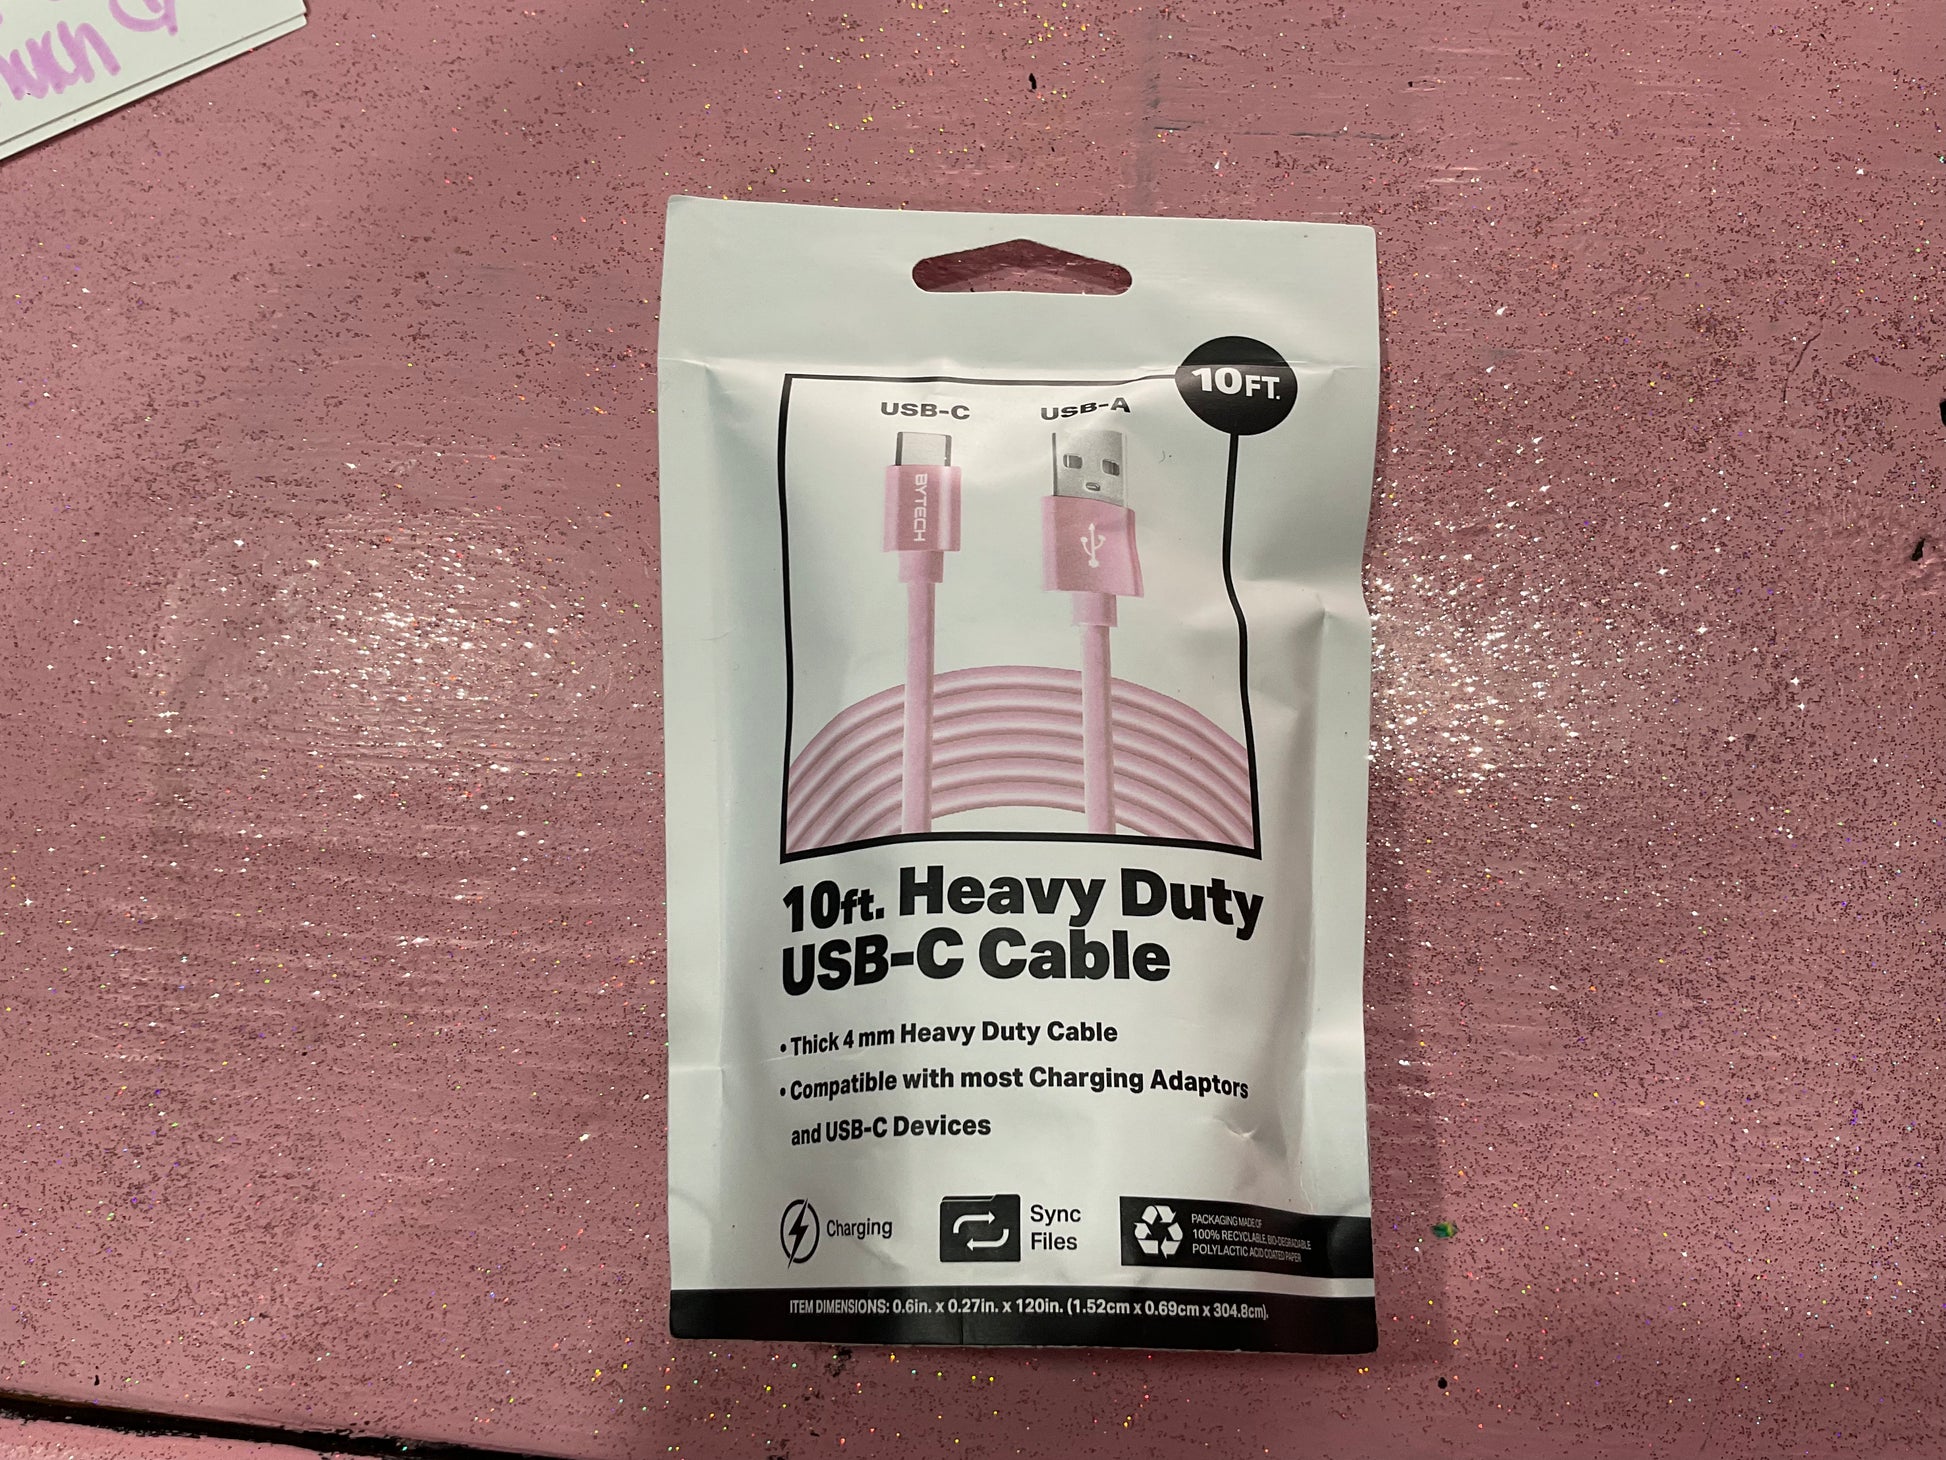 USB-C
USB-A
10FT.
BYTECH
10ft. Heavy Duty
USB-C Cable
• Thick 4 mm Heavy Duty Cable
• Compatible with most Charging Adaptors
and USB-C Devices
Charging
Sync
Files
PACKAGING MADE OF
100% RECYCLABLE, BIO-DEGRADABLE
POLYLACTIC ACID COATED PAPER
ITEM DIMENSIONS: 0.6in. x 0.27in. x 120in. (1.52cm x 0.69cm x 304.8cm).